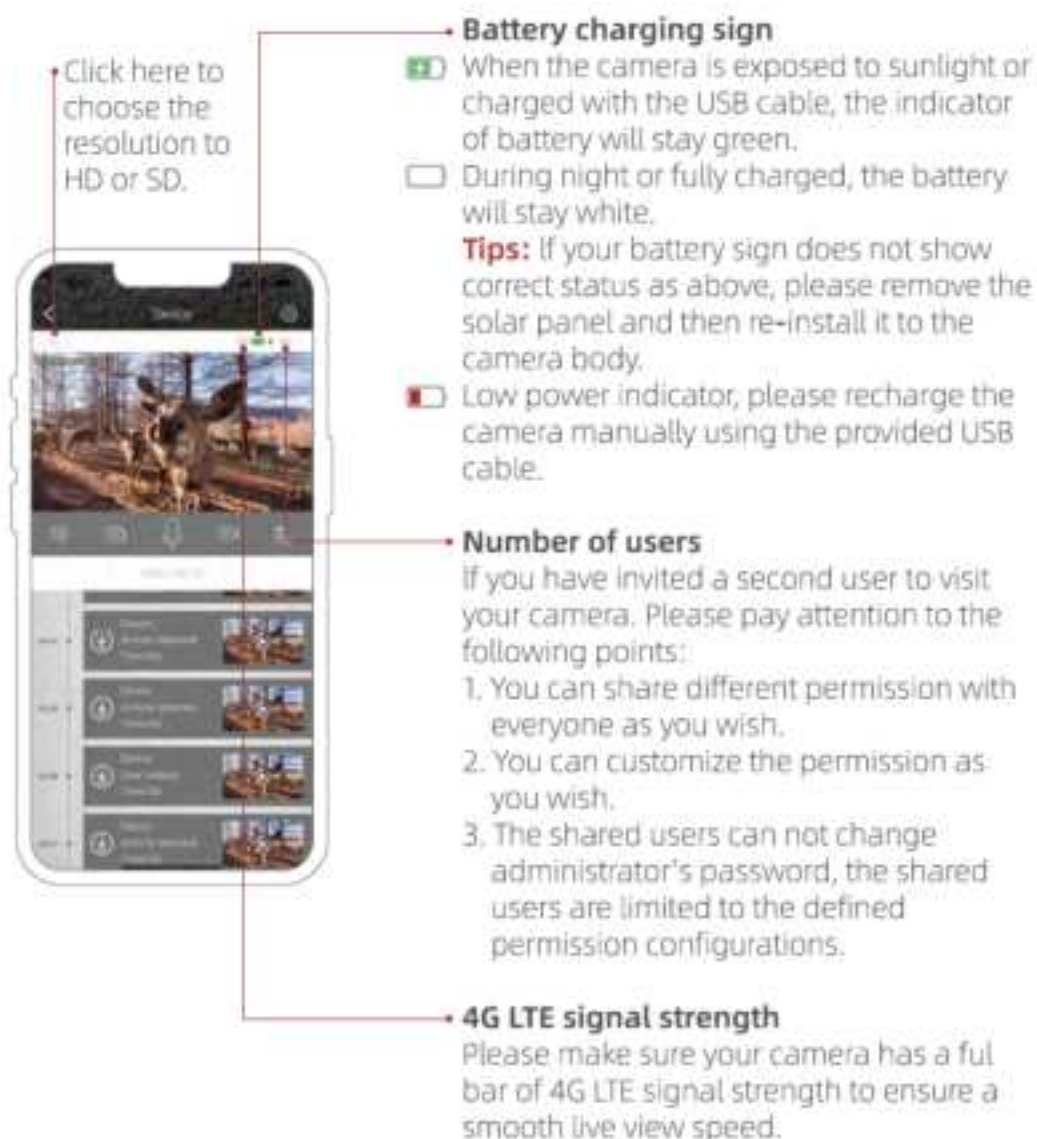 Click here to
choose the
resolution to
HD or SD.
Battery charging sign
When the camera is exposed to sunlight or
charged with the USB cable, the indicator
of battery will stay green.
During night or fully charged, the battery
will stay white.
Tips: If your battery sign does not show
correct status as above, please remove the
solar panel and then re-install it to the
camera body.
Low power indicator, please recharge the
camera manually using the provided USB
cable.
Number of users
If you have invited a second user to visit
your camera. Please pay attention to the
following points:
1. You can share different permission with
everyone as you wish.
2. You can customize the permission as
you wish.
3. The shared users can not change
administrator's password, the shared
users are limited to the defined
permission configurations.
4G LTE signal strength
Please make sure your camera has a ful
bar of 4G LTE signal strength to ensure a
smooth live view speed.